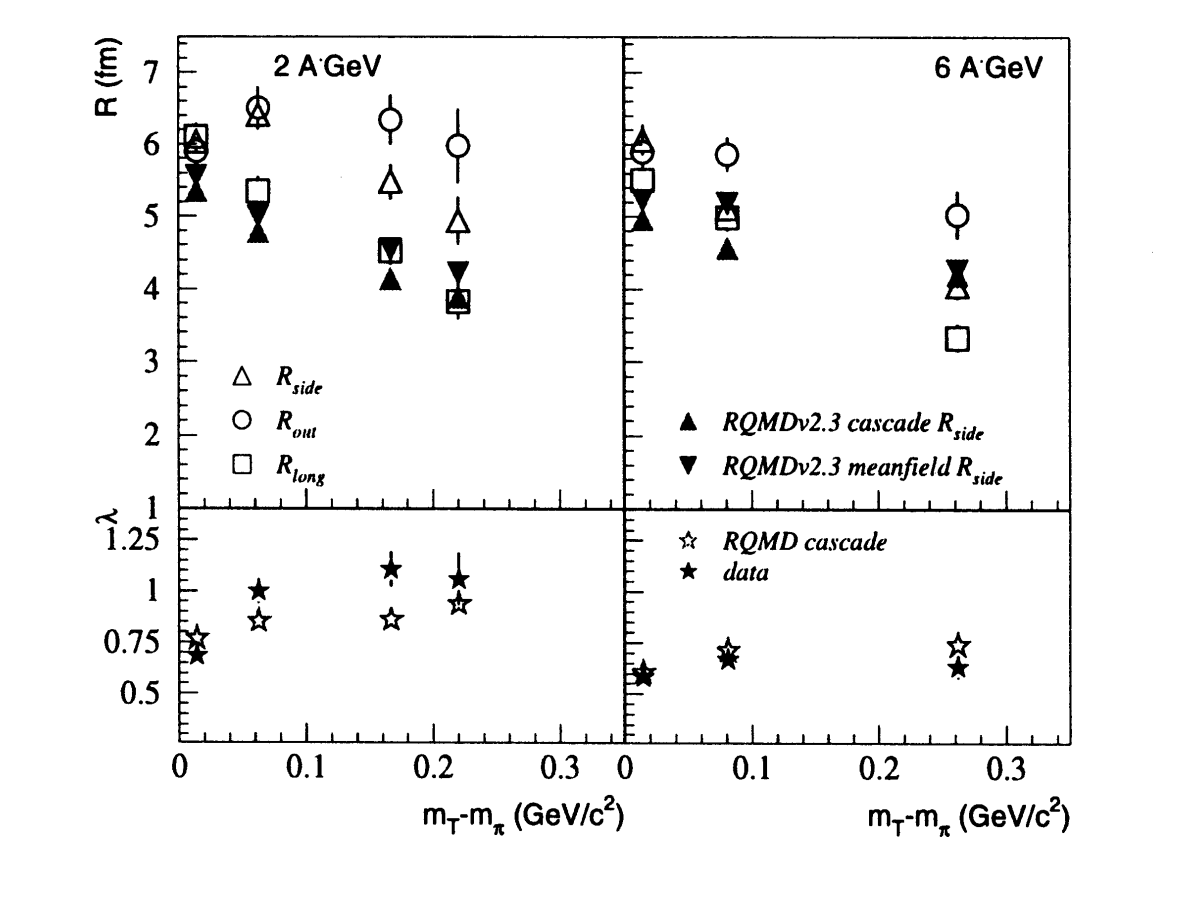 R (fm)
2 A·GeV
6 A·GeV
7
6
5
4
3
2
1
R_side
R_out
R_long
RQMDv2.3 cascade R_side
RQMDv2.3 meanfield R_side
λ
1.25
1
0.75
0.5
RQMD cascade
data
0 0.1 0.2 0.3 0 0.1 0.2 0.3
m_T-m_π (GeV/c²) m_T-m_π (GeV/c²)